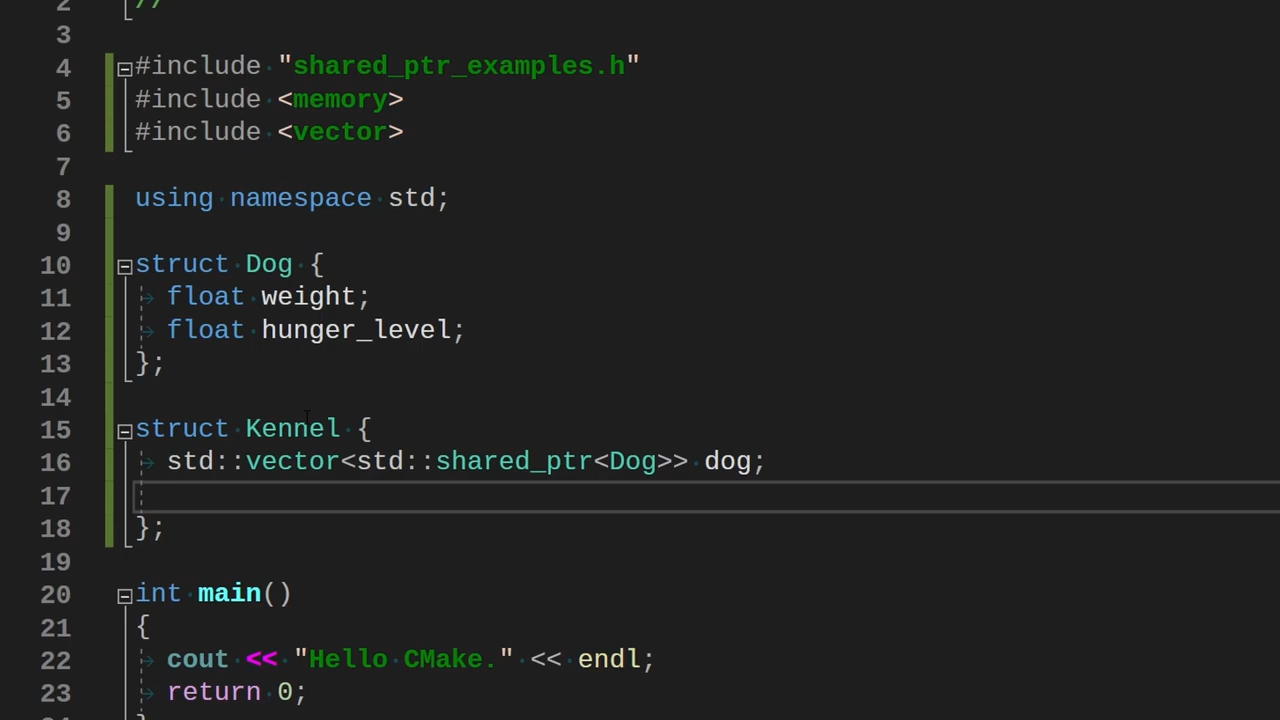 2 //
3
4 #include "shared_ptr_examples.h"
5 #include <memory>
6 #include <vector>
7
8 using namespace std;
9
10 struct Dog {
11 float weight;
12 float hunger_level;
13 };
14
15 struct Kennel {
16 std::vector<std::shared_ptr<Dog>> dog;
17
18 };
19
20 int main()
21 {
22 cout << "Hello CMake." << endl;
23 return 0;
24 }